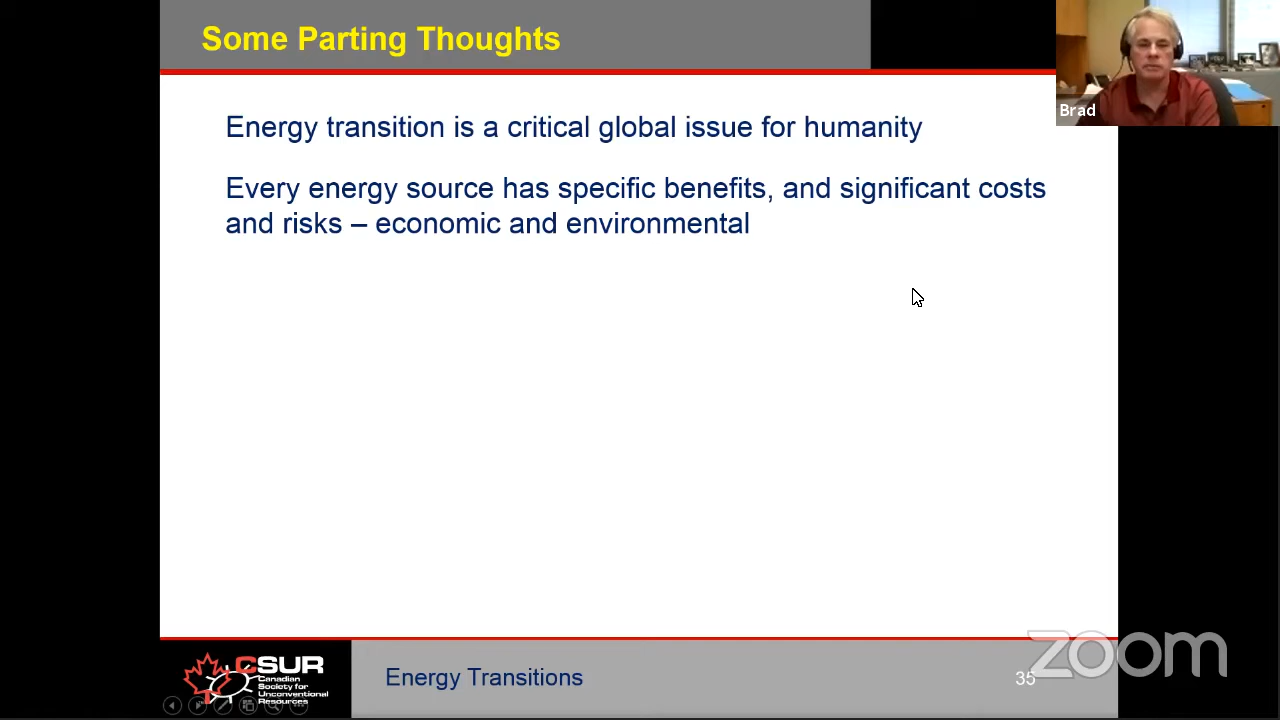 Some Parting Thoughts
Brad
Energy transition is a critical global issue for humanity
Every energy source has specific benefits, and significant costs
and risks – economic and environmental
CSUR
Canadian
Society for
Unconventional
Resources
Energy Transitions
35
zoom